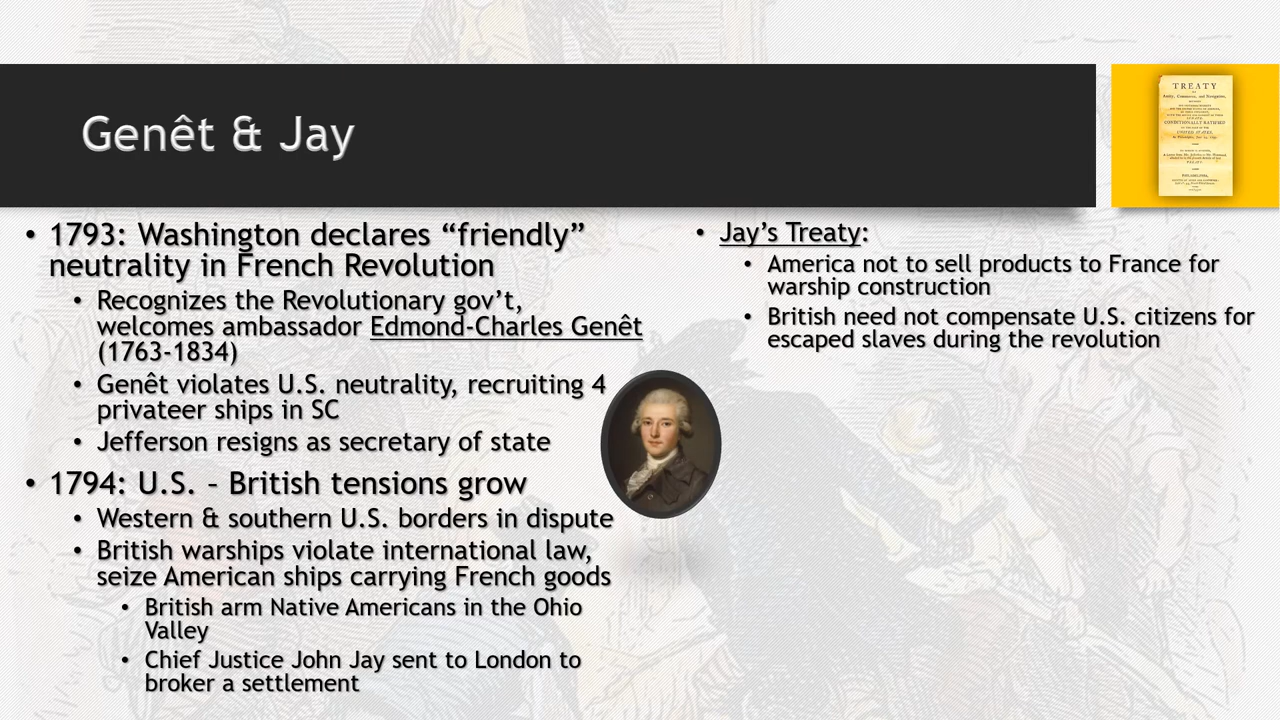 Genêt & Jay
TREATY
• 1793: Washington declares “friendly”
neutrality in French Revolution
• Recognizes the Revolutionary gov’t,
welcomes ambassador Edmond-Charles Genêt
(1763-1834)
• Genêt violates U.S. neutrality, recruiting 4
privateer ships in SC
• Jefferson resigns as secretary of state
• 1794: U.S. – British tensions grow
• Western & southern U.S. borders in dispute
• British warships violate international law,
seize American ships carrying French goods
• British arm Native Americans in the Ohio
Valley
• Chief Justice John Jay sent to London to
broker a settlement
• Jay’s Treaty:
• America not to sell products to France for
warship construction
• British need not compensate U.S. citizens for
escaped slaves during the revolution